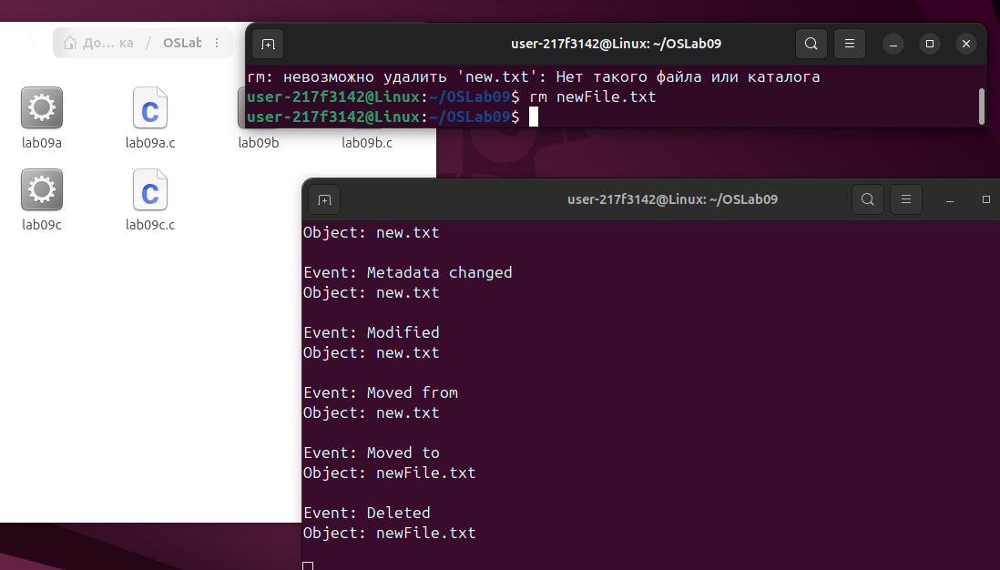 До... ка / OSLab
lab09a
lab09a.c
lab09b
lab09b.c
lab09c
lab09c.c
user-217f3142@Linux: ~/OSLab09
rm: невозможно удалить 'new.txt': Нет такого файла или каталога
user-217f3142@Linux:~/OSLab09$ rm newFile.txt
user-217f3142@Linux:~/OSLab09$
user-217f3142@Linux: ~/OSLab09
Object: new.txt
Event: Metadata changed
Object: new.txt
Event: Modified
Object: new.txt
Event: Moved from
Object: new.txt
Event: Moved to
Object: newFile.txt
Event: Deleted
Object: newFile.txt